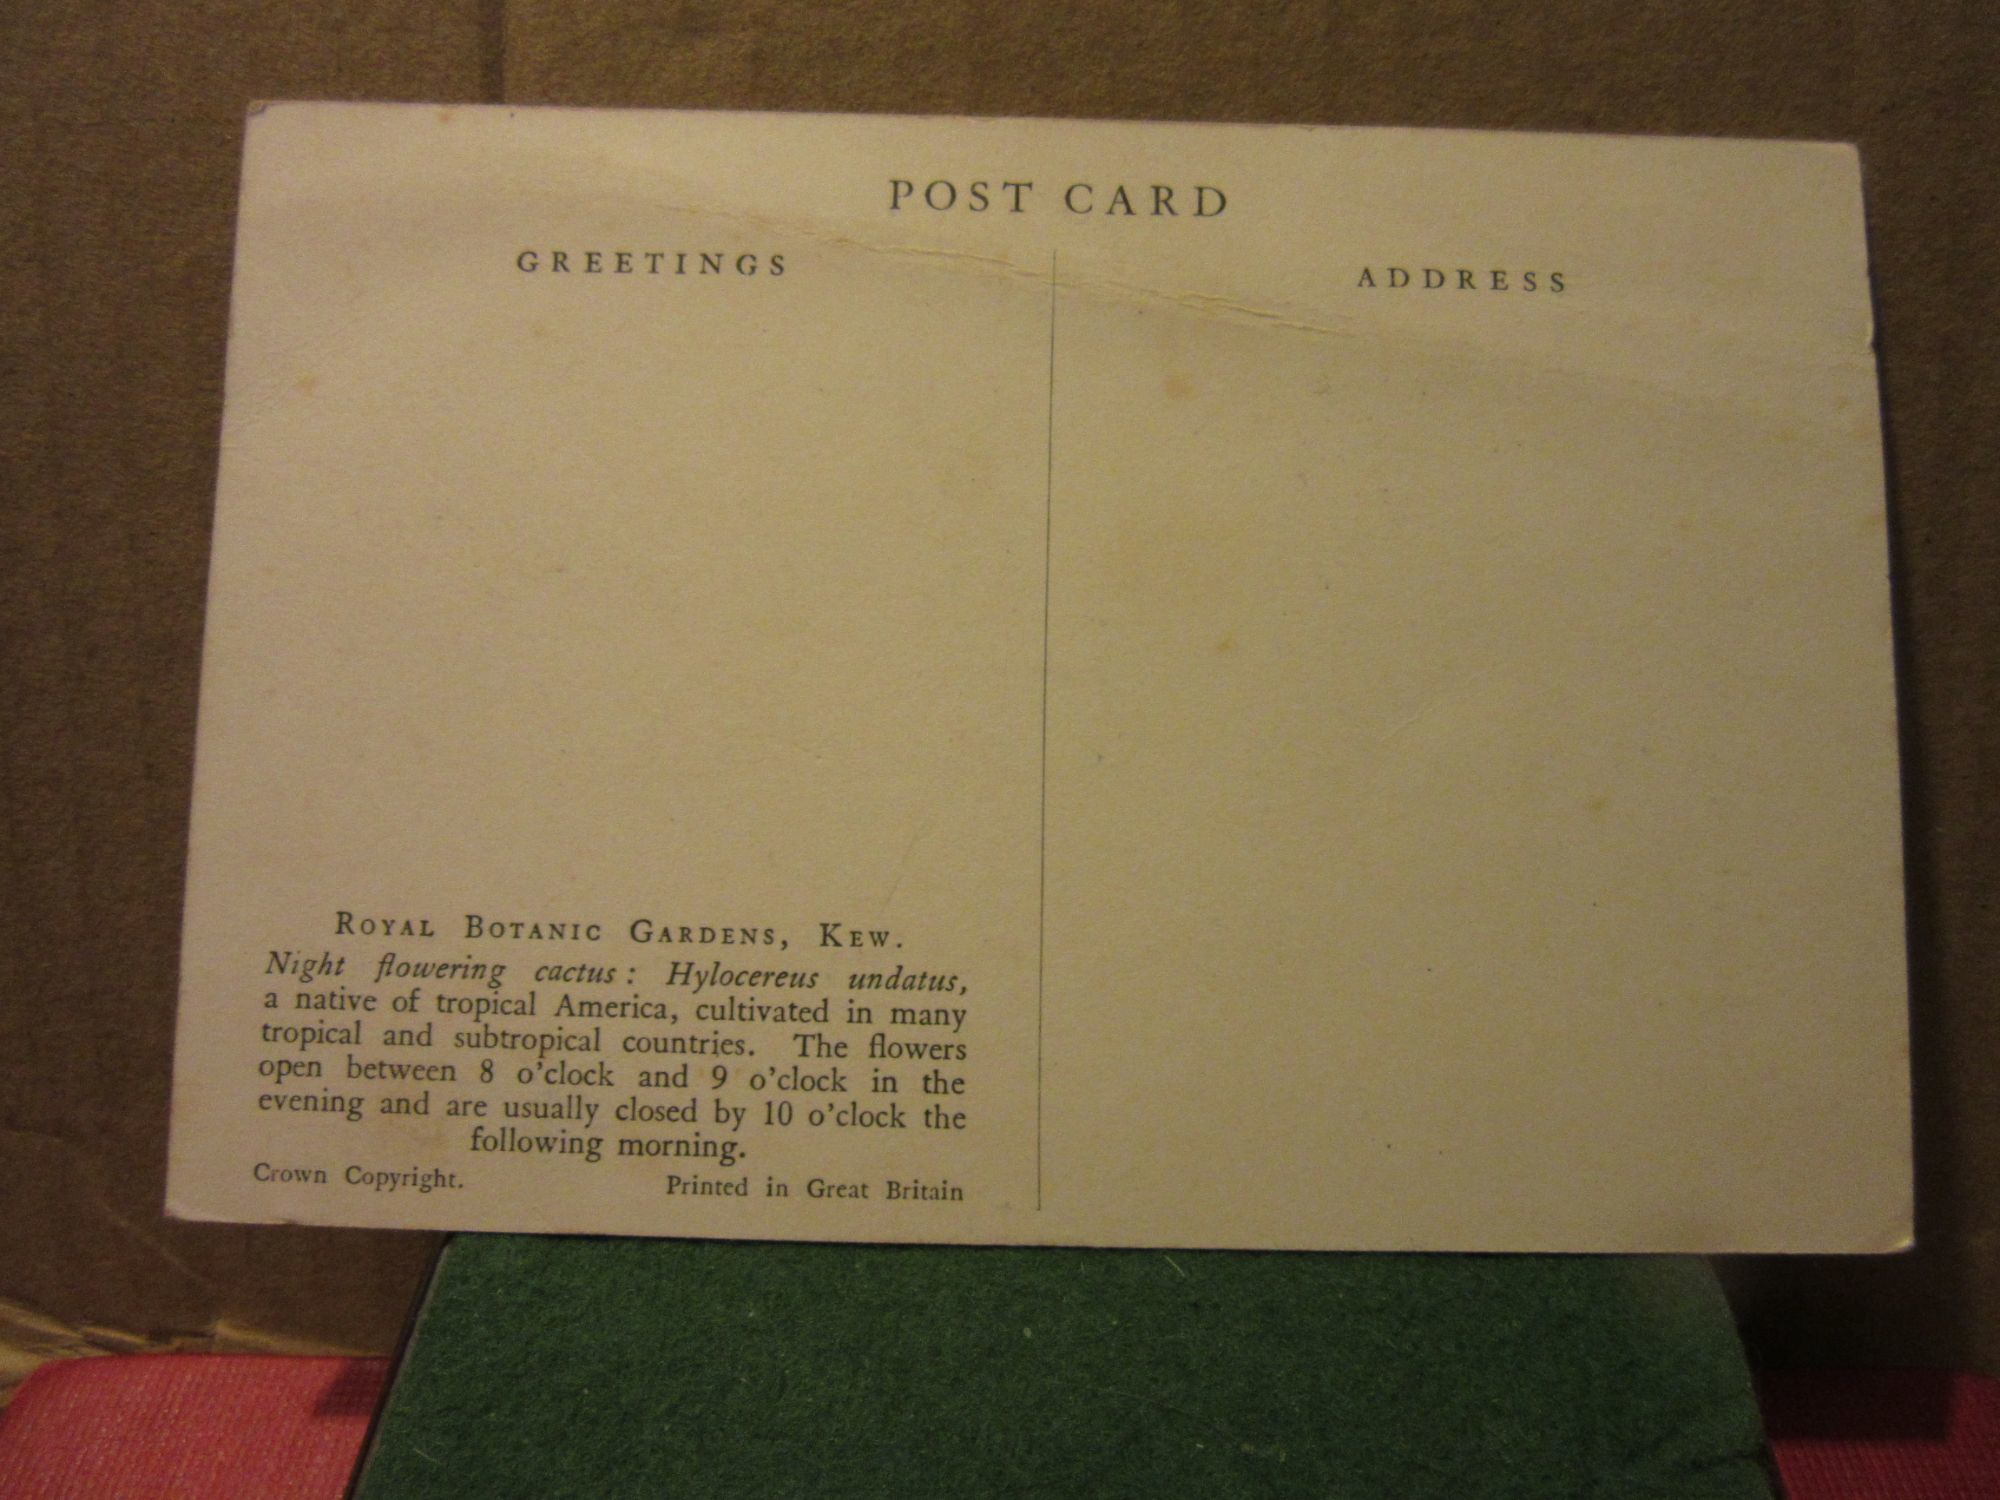 POST CARD
GREETINGS
ADDRESS
ROYAL BOTANIC GARDENS, KEW.
Night flowering cactus : Hylocereus undatus,
a native of tropical America, cultivated in many
tropical and subtropical countries. The flowers
open between 8 o'clock and 9 o'clock in the
evening and are usually closed by 10 o'clock the
following morning.
Crown Copyright. Printed in Great Britain